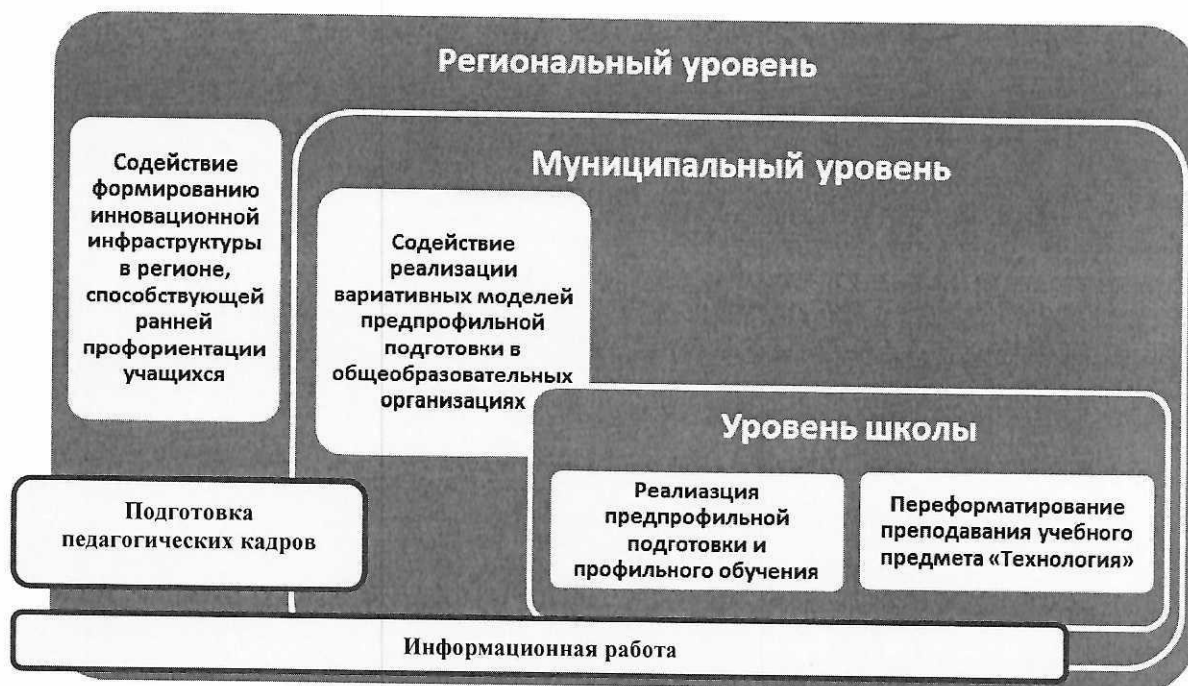 Региональный уровень
Содействие
формированию
инновационной
инфраструктуры
в регионе,
способствующей
ранней
профориентации
учащихся
Муниципальный уровень
Содействие
реализации
вариативных моделей
предпрофильной
подготовки в
общеобразовательных
организациях
Уровень школы
Реалиазция
предпрофильной
подготовки и
профильного обучения
Переформатирование
преподавания учебного
предмета «Технология»
Подготовка
педагогических кадров
Информационная работа